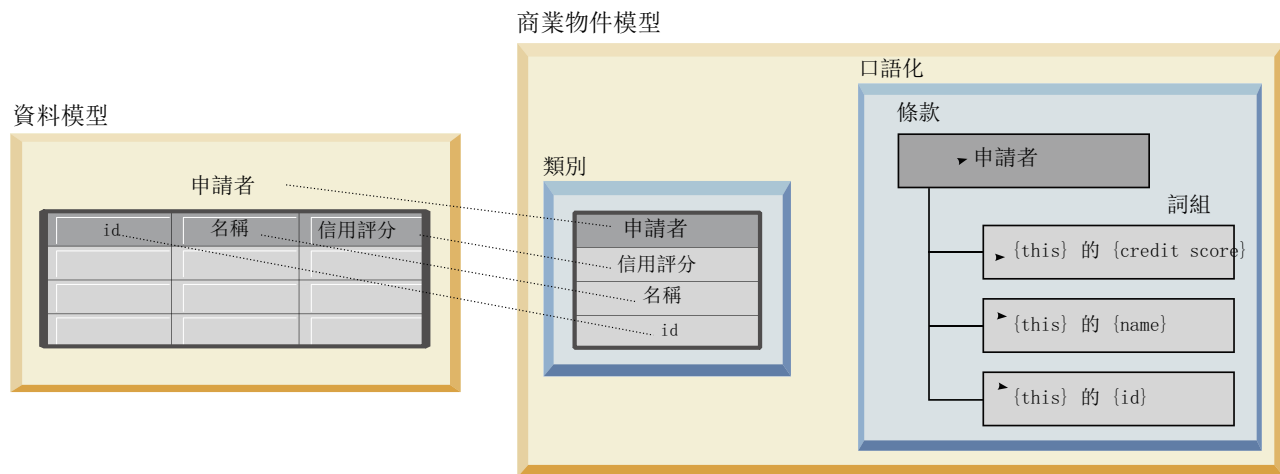 資料模型
申請者
id 名稱 信用評分
商業物件模型
類別
申請者
信用評分
名稱
id
口語化
條款
申請者
詞組
{this} 的 {credit score}
{this} 的 {name}
{this} 的 {id}